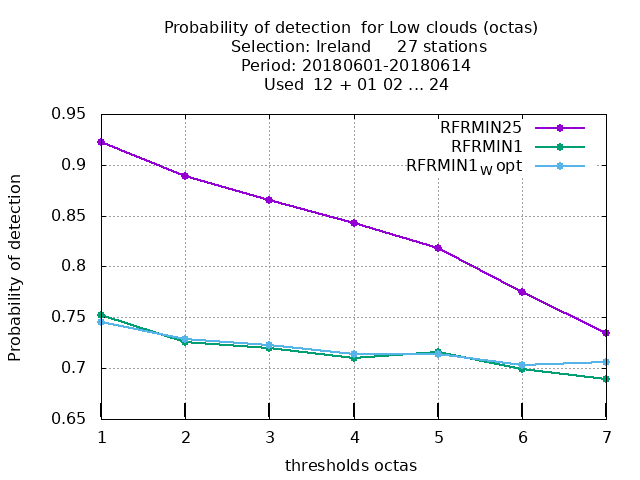 Probability of detection  for Low clouds (octas)
Selection: Ireland     27 stations
Period: 20180601-20180614
Used  12 + 01 02 ... 24
RFRMIN25
RFRMIN1
RFRMIN1W opt
0.95
0.9
0.85
0.8
0.75
0.7
0.65
Probability of detection
1 2 3 4 5 6 7
thresholds octas